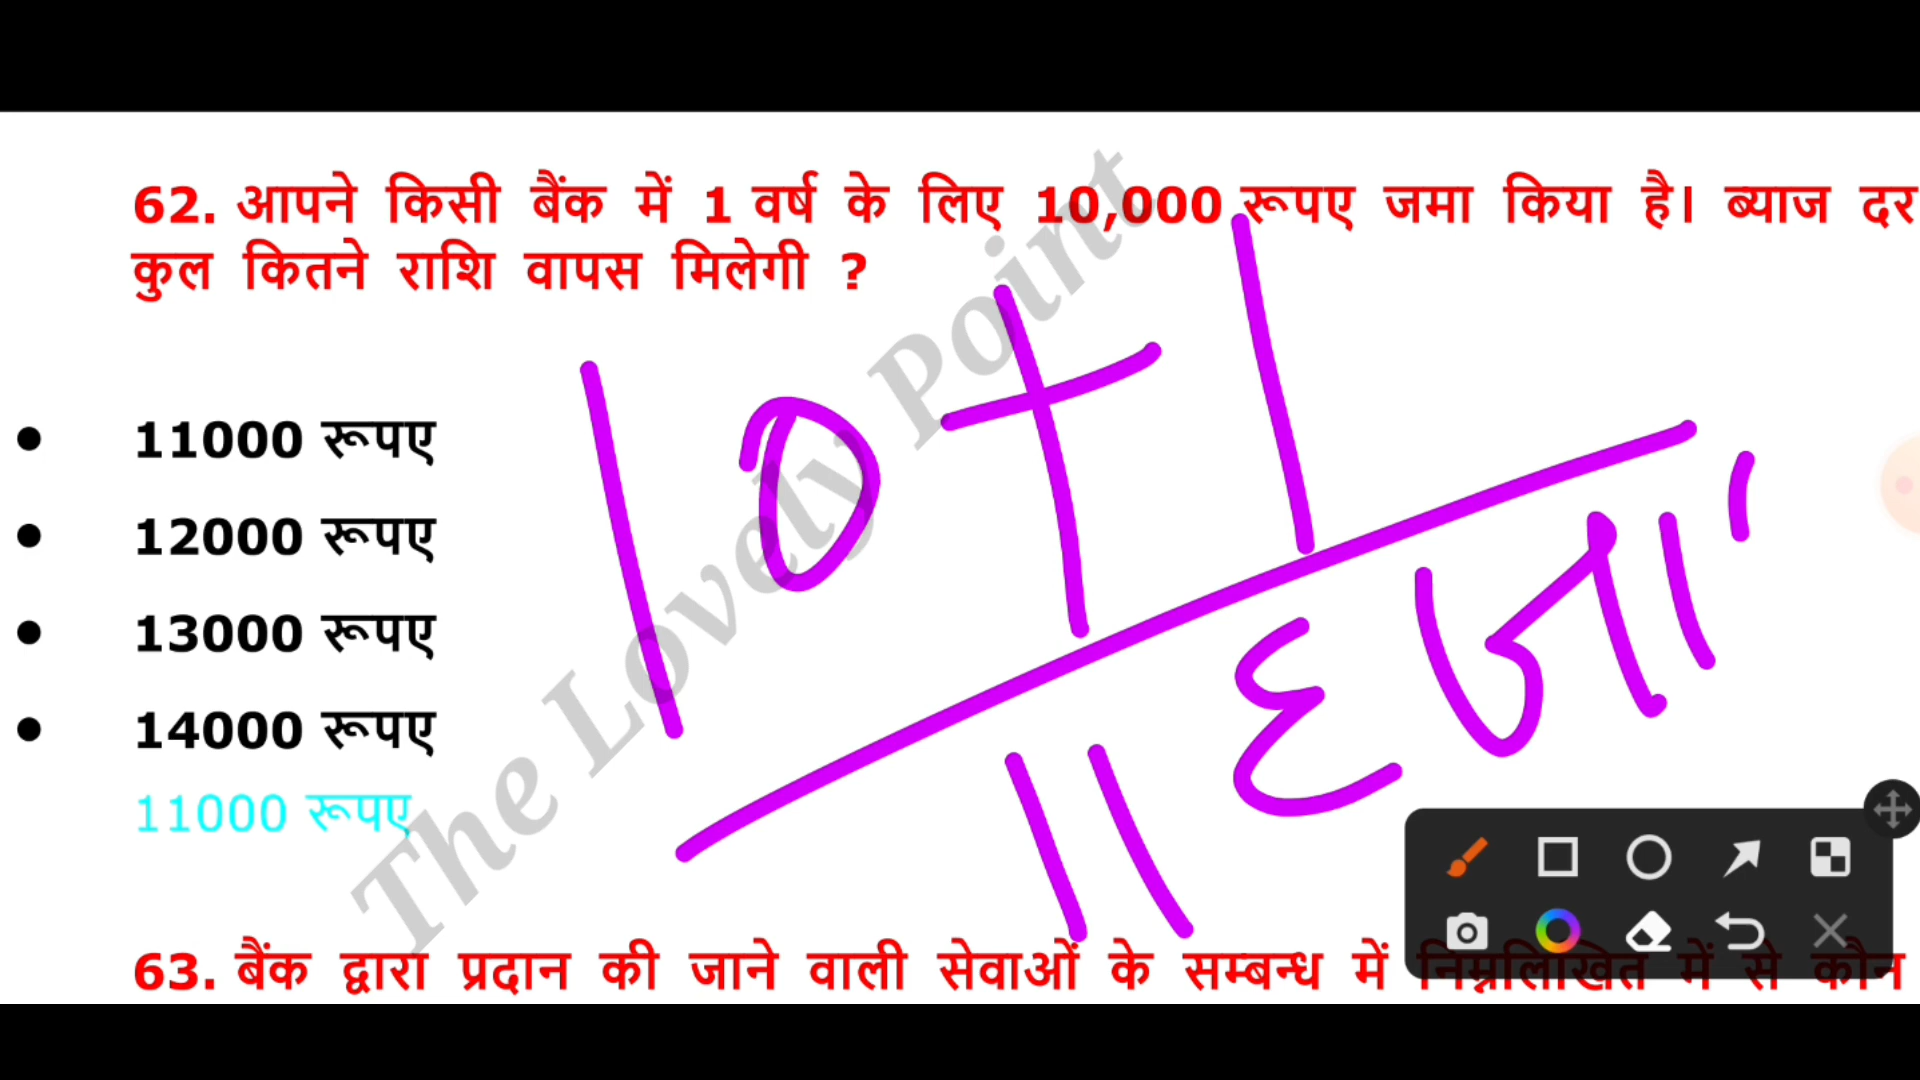 62. आपने किसी बैंक में 1 वर्ष के लिए 10,000 रूपए जमा किया है। ब्याज दर
कुल कितने राशि वापस मिलेगी ?
• 11000 रूपए
• 12000 रूपए
• 13000 रूपए
• 14000 रूपए
11000 रूपए
10+1
11 हजार
The Lovely Point
63. बैंक द्वारा प्रदान की जाने वाली सेवाओं के सम्बन्ध में निम्नलिखित में से कौन